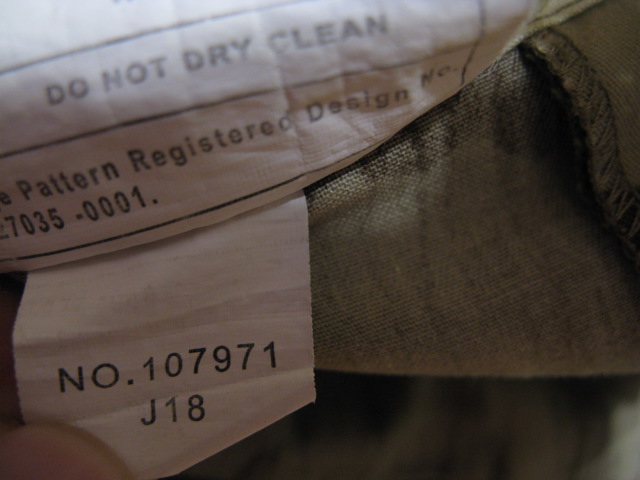 DO NOT DRY CLEAN
Pattern Registered Design No.
27035 -0001.
NO.107971
J18